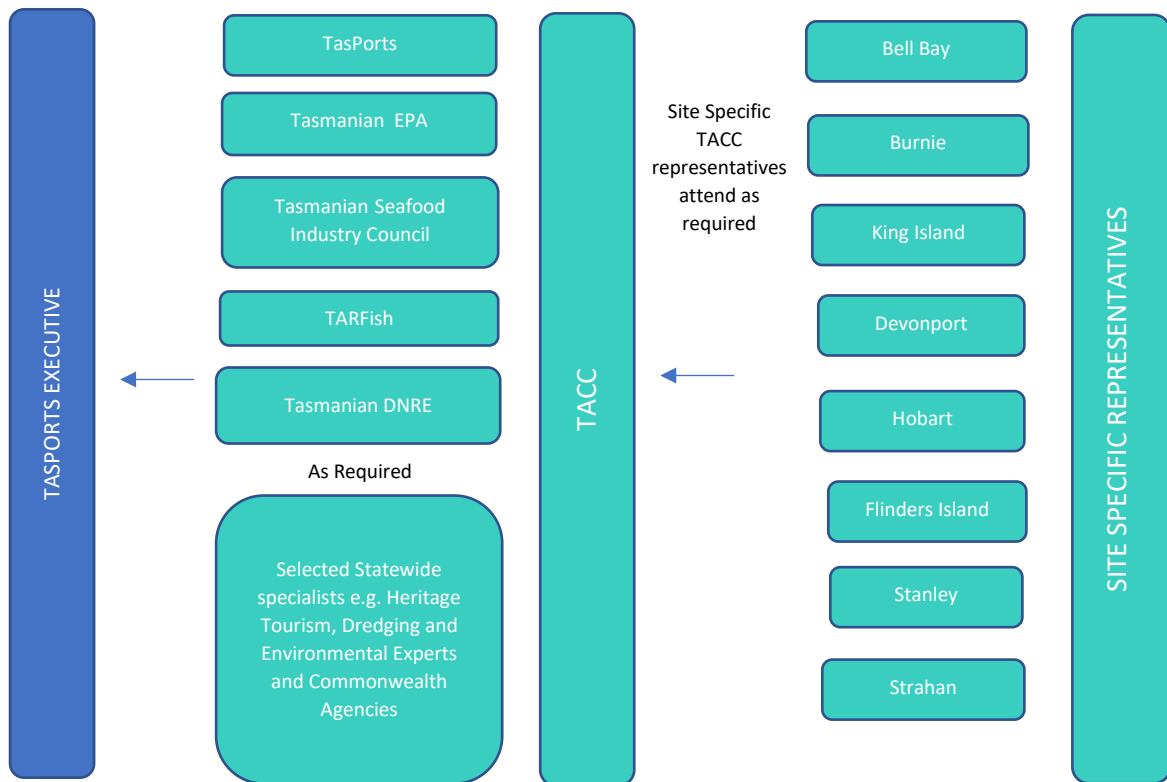 TASPORTS EXECUTIVE
TasPorts
Tasmanian EPA
Tasmanian Seafood
Industry Council
TARFish
Tasmanian DNRE
As Required
Selected Statewide
specialists e.g. Heritage
Tourism, Dredging and
Environmental Experts
and Commonwealth
Agencies
TACC
Site Specific
TACC
representatives
attend as
required
Bell Bay
Burnie
King Island
Devonport
Hobart
Flinders Island
Stanley
Strahan
SITE SPECIFIC REPRESENTATIVES